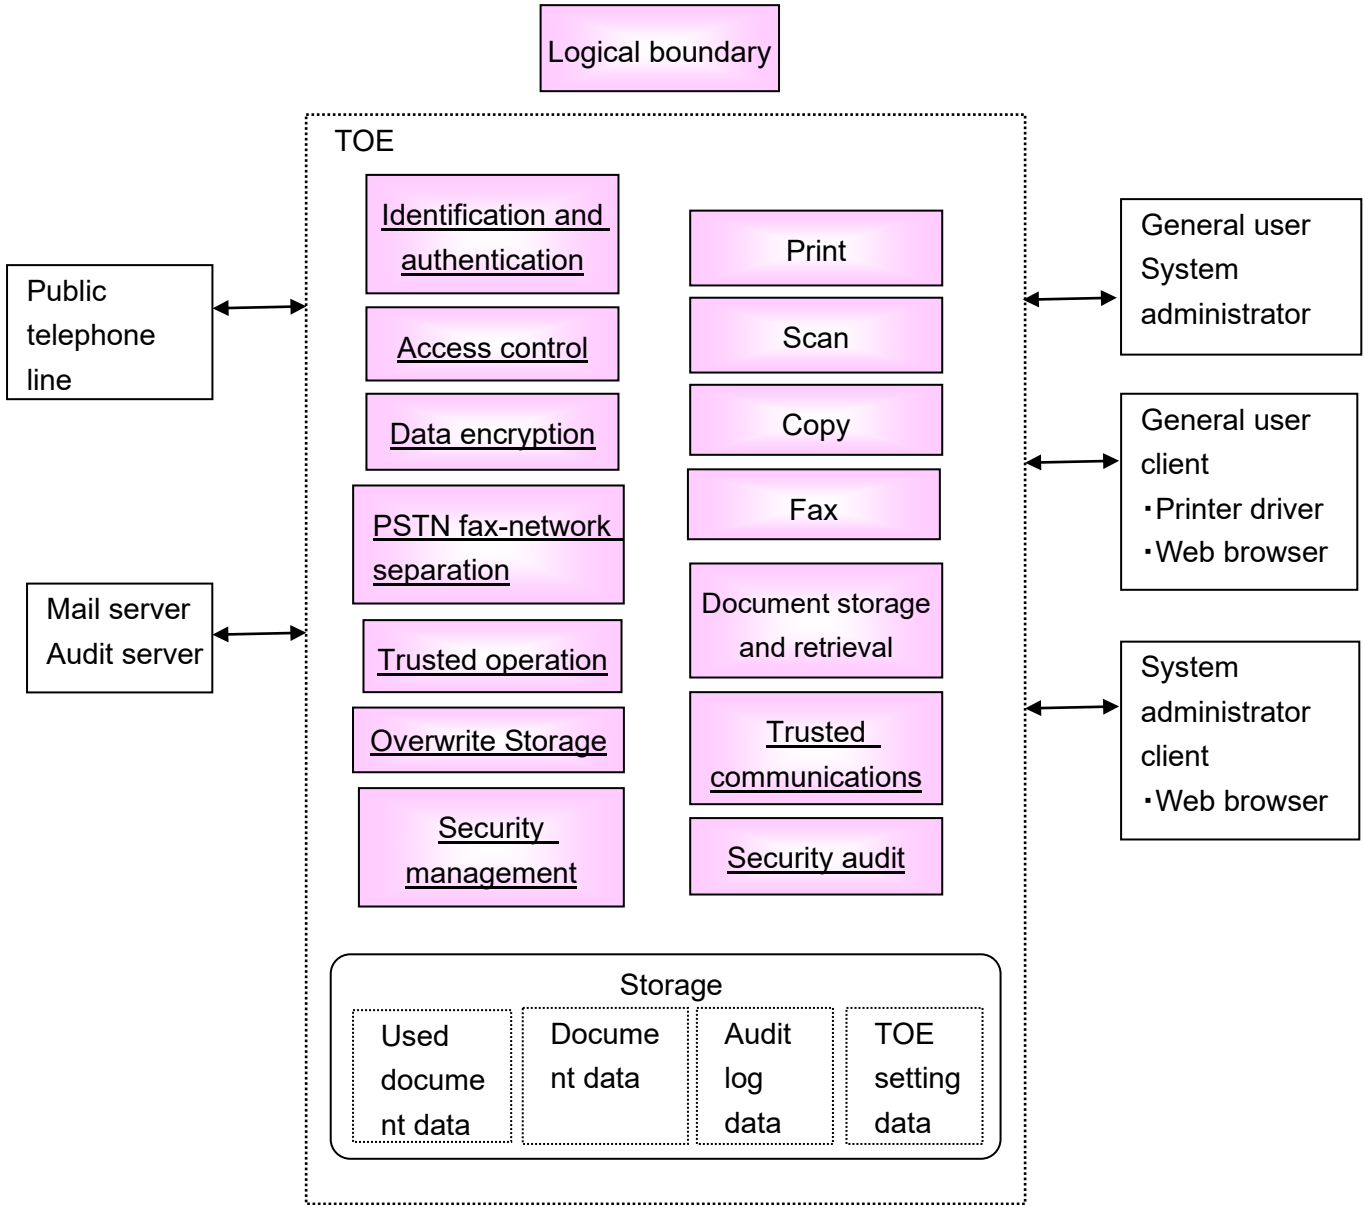 Logical boundary
TOE
Identification and
authentication
Access control
Data encryption
PSTN fax-network
separation
Trusted operation
Overwrite Storage
Security
management
Print
Scan
Copy
Fax
Document storage
and retrieval
Trusted
communications
Security audit
Public
telephone
line
Mail server
Audit server
General user
System
administrator
General user
client
・Printer driver
・Web browser
System
administrator
client
・Web browser
Storage
Used
docume
nt data
Docume
nt data
Audit
log
data
TOE
setting
data